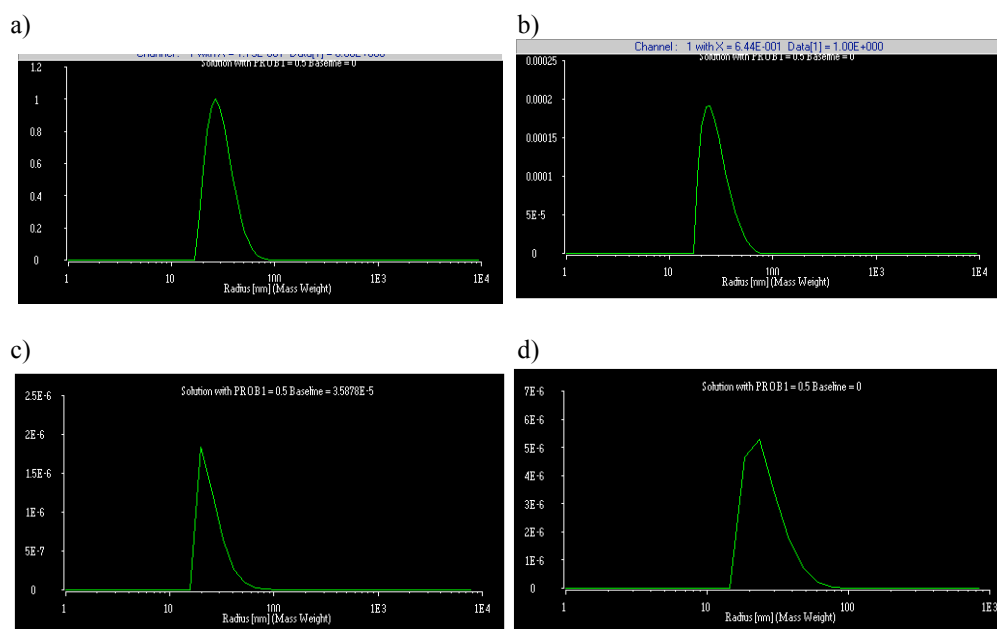 a)
Solution with PROB1 = 0.5 Baseline = 0
1.2
1
0.8
0.6
0.4
0.2
0
1
10
100
1E3
1E4
Radius [nm] (Mass Weight)
b)
Channel : 1 with X = 6.44E-001 Data[1] = 1.00E+000
Solution with PROB1 = 0.5 Baseline = 0
0.00025
0.0002
0.00015
0.0001
5E-5
0
1
10
100
1E3
1E4
Radius [nm] (Mass Weight)
c)
Solution with PROB1 = 0.5 Baseline = 3.5878E-5
2.5E-6
2E-6
1.5E-6
1E-6
5E-7
0
1
10
100
1E3
1E4
Radius [nm] (Mass Weight)
d)
Solution with PROB1 = 0.5 Baseline = 0
7E-6
6E-6
5E-6
4E-6
3E-6
2E-6
1E-6
0
1
10
100
1E3
Radius [nm] (Mass Weight)